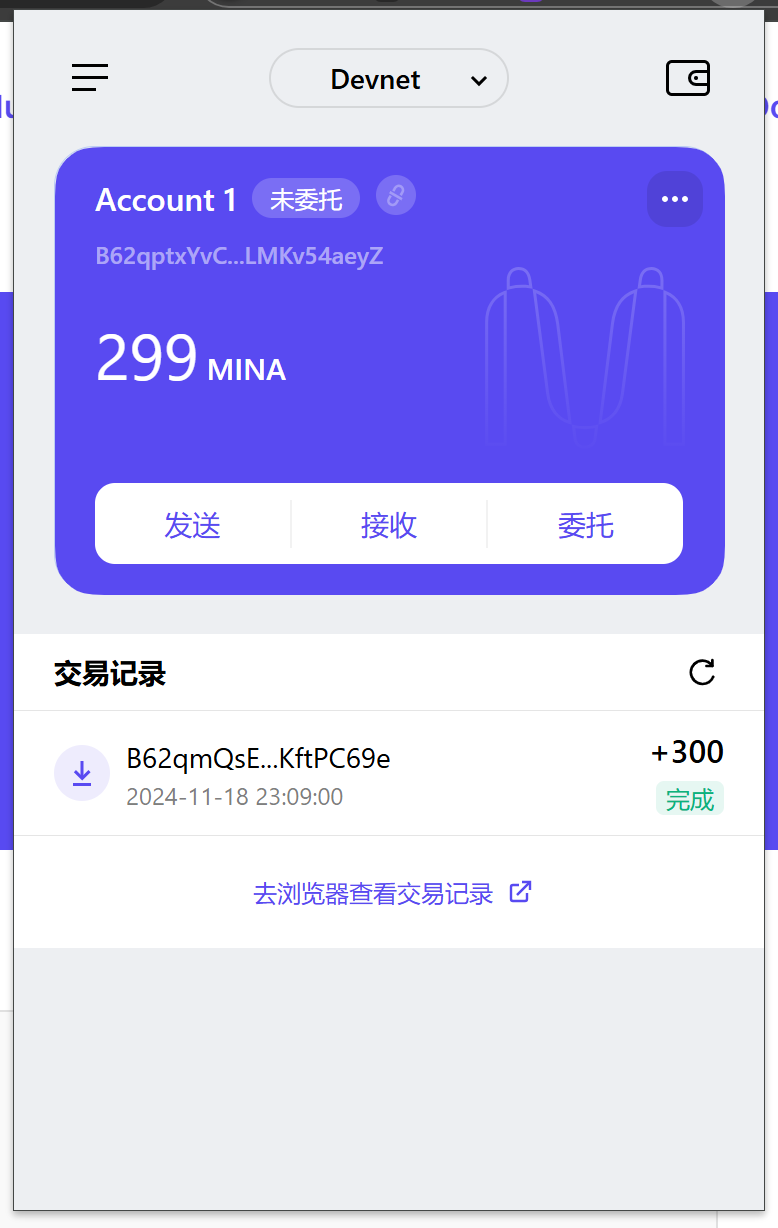 Devnet
Account 1 未委托
B62qptxYvC...LMKv54aeyZ
299 MINA
发送 接收 委托
交易记录
B62qmQsE...KftPC69e +300
2024-11-18 23:09:00 完成
去浏览器查看交易记录